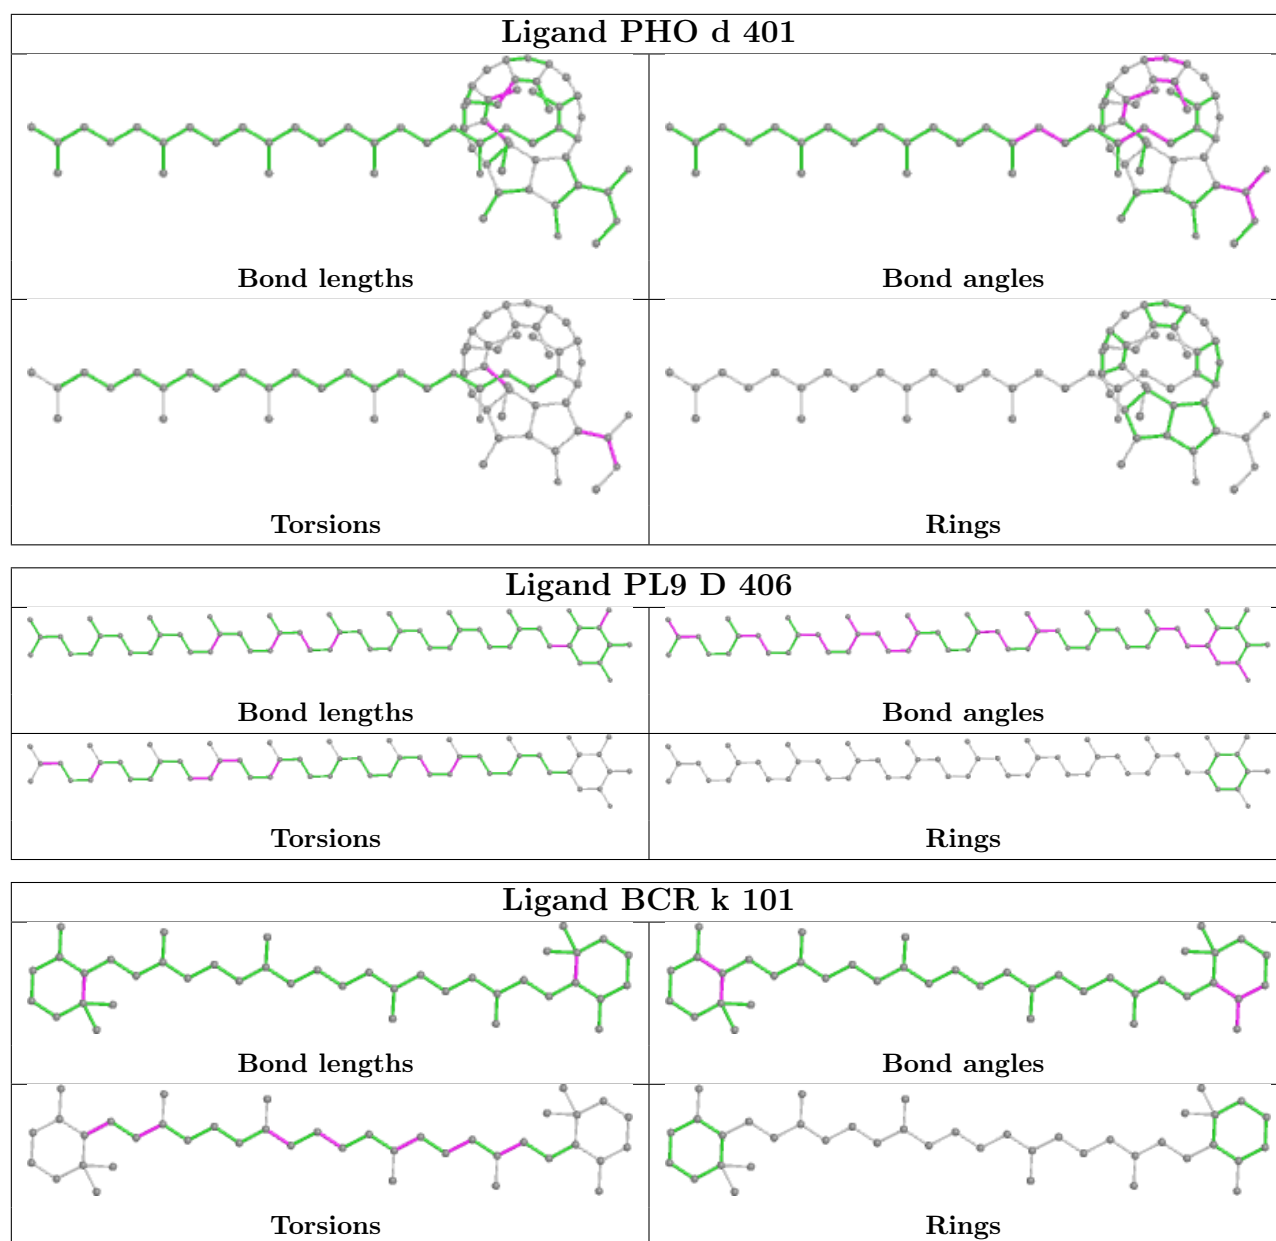 Ligand PHO d 401
Bond lengths
Bond angles
Torsions
Rings
Ligand PL9 D 406
Bond lengths
Bond angles
Torsions
Rings
Ligand BCR k 101
Bond lengths
Bond angles
Torsions
Rings